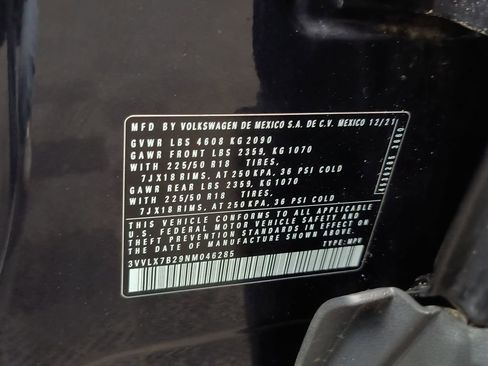 MFD BY VOLKSWAGEN DE MEXICO S.A. DE C.V. MEXICO 12/21
GVWR LBS 4608 KG 2090
GAWR FRONT LBS 2359, KG 1070
WITH 225/50 R18 TIRES,
7JX18 RIMS, AT 250 KPA, 36 PSI COLD
GAWR REAR LBS 2359, KG 1070
WITH 225/50 R18 TIRES,
7JX18 RIMS, AT 250 KPA, 36 PSI COLD
THIS VEHICLE CONFORMS TO ALL APPLICABLE
U.S. FEDERAL MOTOR VEHICLE SAFETY AND
THEFT PREVENTION STANDARDS IN EFFECT ON
THE DATE OF MANUFACTURE SHOWN ABOVE.
3VVLX7B29NM046285 TYPE: MPV